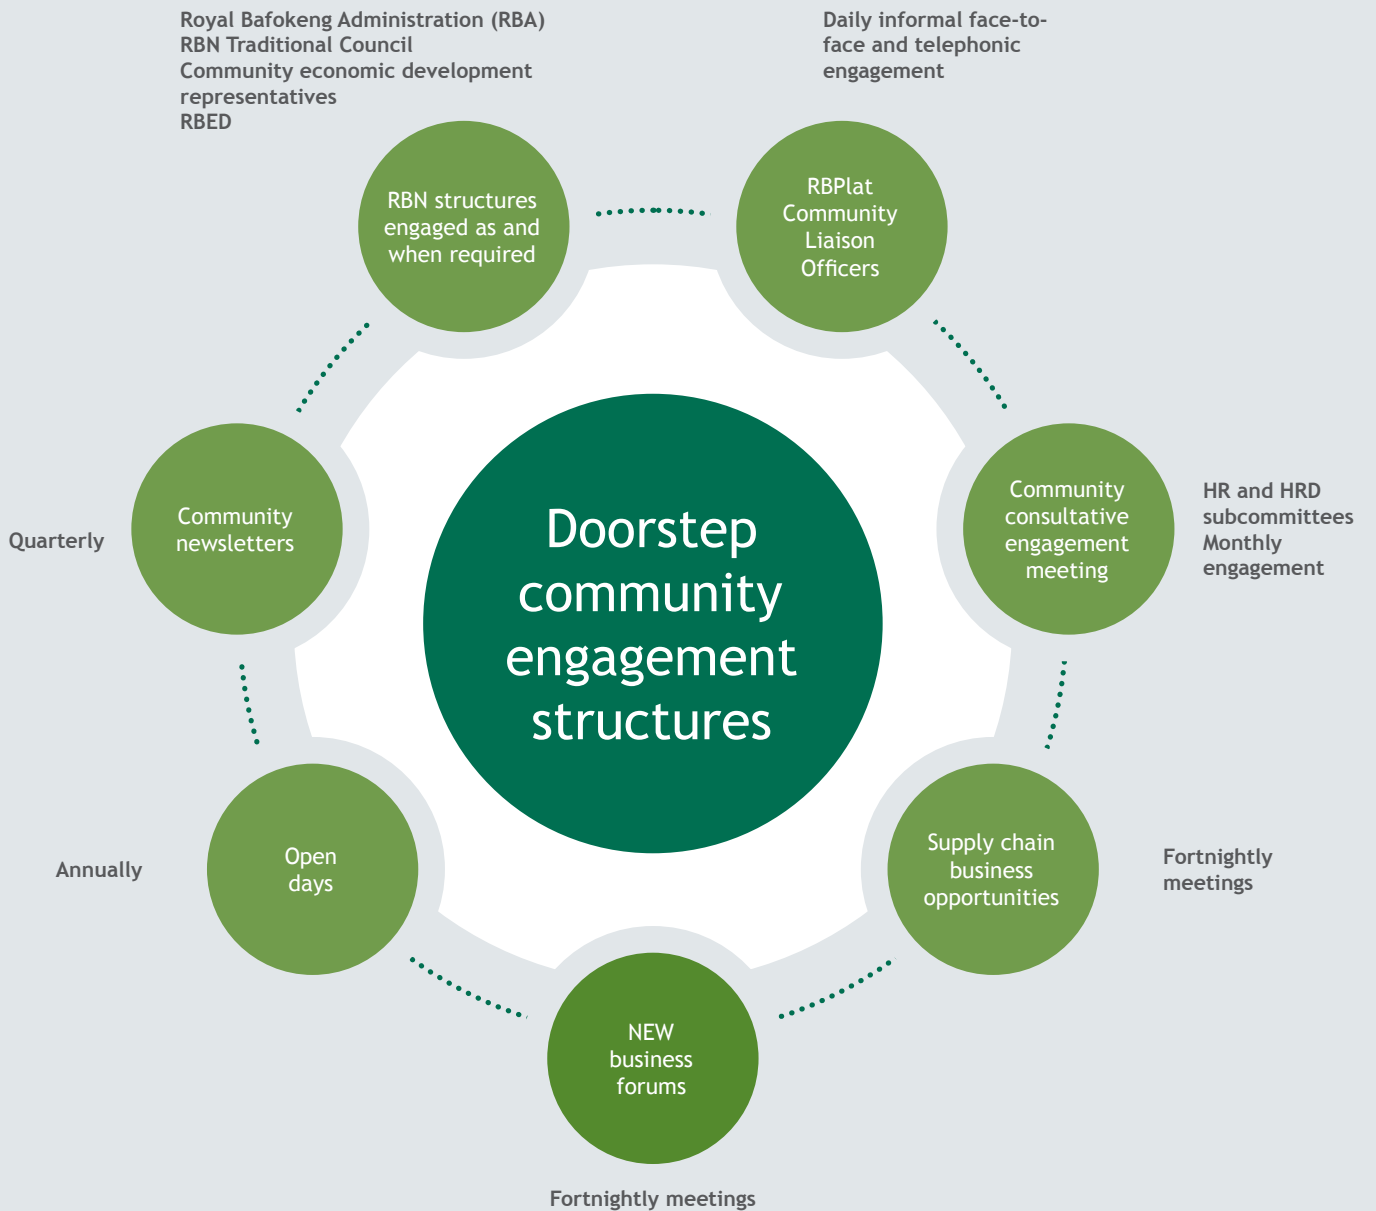 Royal Bafokeng Administration (RBA)
RBN Traditional Council
Community economic development
representatives
RBED
Daily informal face-to-
face and telephonic
engagement
RBN structures
engaged as and
when required
RBPlat
Community
Liaison
Officers
Community
newsletters
Quarterly
Doorstep
community
engagement
structures
Community
consultative
engagement
meeting
HR and HRD
subcommittees
Monthly
engagement
Annually
Open
days
Supply chain
business
opportunities
Fortnightly
meetings
NEW
business
forums
Fortnightly meetings